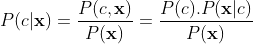 P(c|𝐱) = P(c,𝐱) / P(𝐱) = P(c).P(𝐱|c) / P(𝐱)